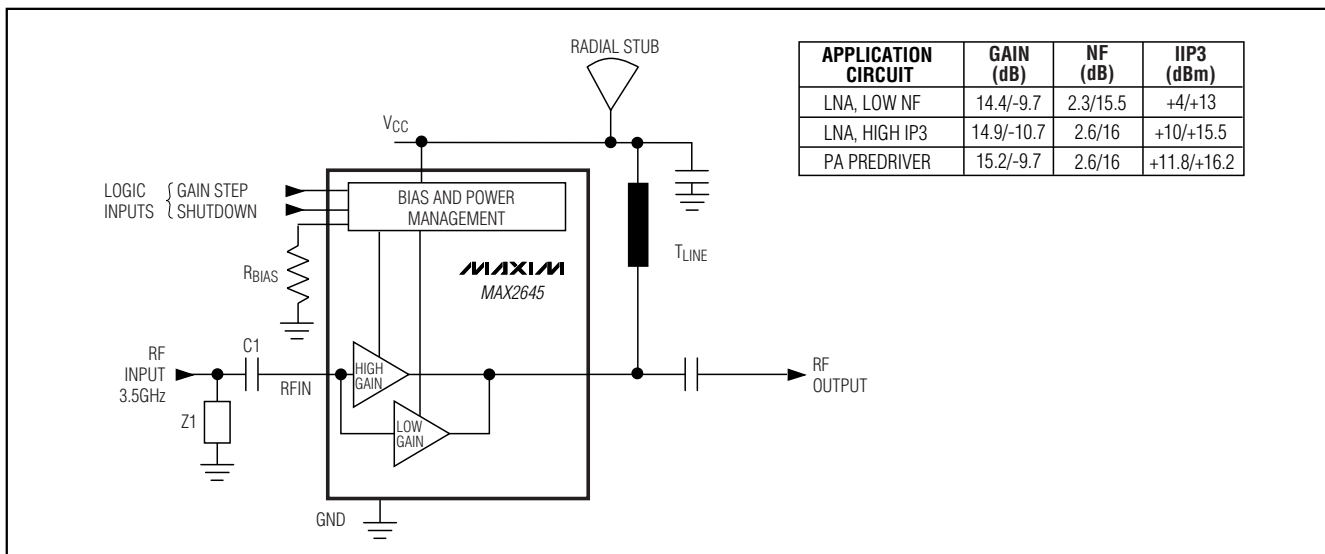 RADIAL STUB
VCC
LOGIC INPUTS { GAIN STEP
SHUTDOWN
BIAS AND POWER
MANAGEMENT
RBIAS
MAXIM
MAX2645
TLINE
RF
INPUT
3.5GHz
C1
RFIN
Z1
HIGH
GAIN
LOW
GAIN
RF
OUTPUT
GND
APPLICATION CIRCUIT GAIN (dB) NF (dB) IIP3 (dBm)
LNA, LOW NF 14.4/-9.7 2.3/15.5 +4/+13
LNA, HIGH IP3 14.9/-10.7 2.6/16 +10/+15.5
PA PREDRIVER 15.2/-9.7 2.6/16 +11.8/+16.2